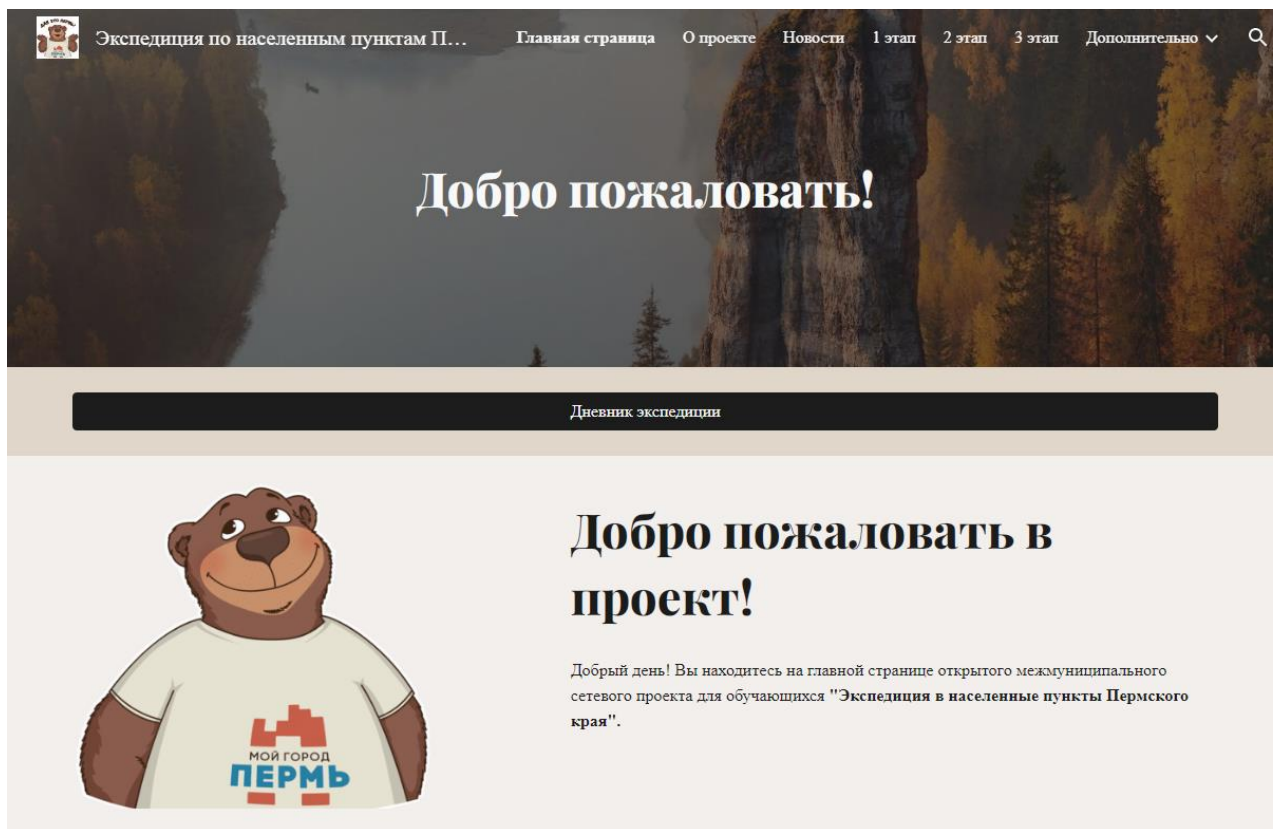 Экспедиция по населенным пунктам П...
Главная страница
О проекте
Новости
1 этап
2 этап
3 этап
Дополнительно
Добро пожаловать!
Дневник экспедиции
МОЙ ГОРОД
ПЕРМЬ
Добро пожаловать в
проект!
Добрый день! Вы находитесь на главной странице открытого межмуниципального
сетевого проекта для обучающихся "Экспедиция в населенные пункты Пермского
края".